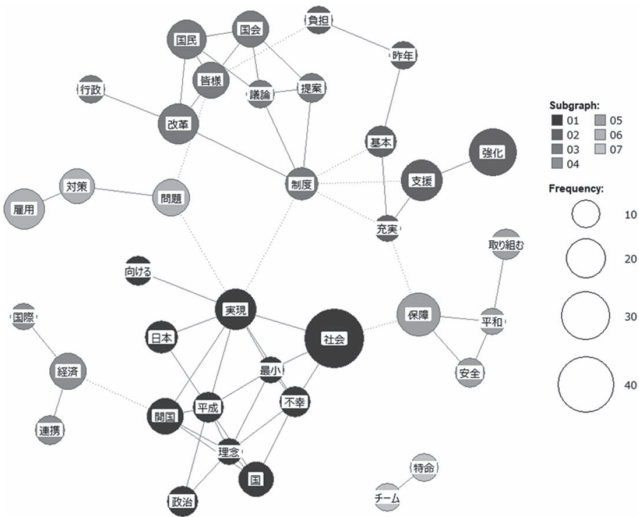 負担
国会
国民
昨年
皆様
行政
議論
提案
改革
基本
強化
制度
支援
対策
問題
雇用
充実
取り組む
向ける
実現
保障
平和
国際
日本
社会
経済
最小
安全
平成
不幸
開国
連携
理念
国
政治
特命
チーム
Subgraph:
01 05
02 06
03 07
04
Frequency:
10
20
30
40